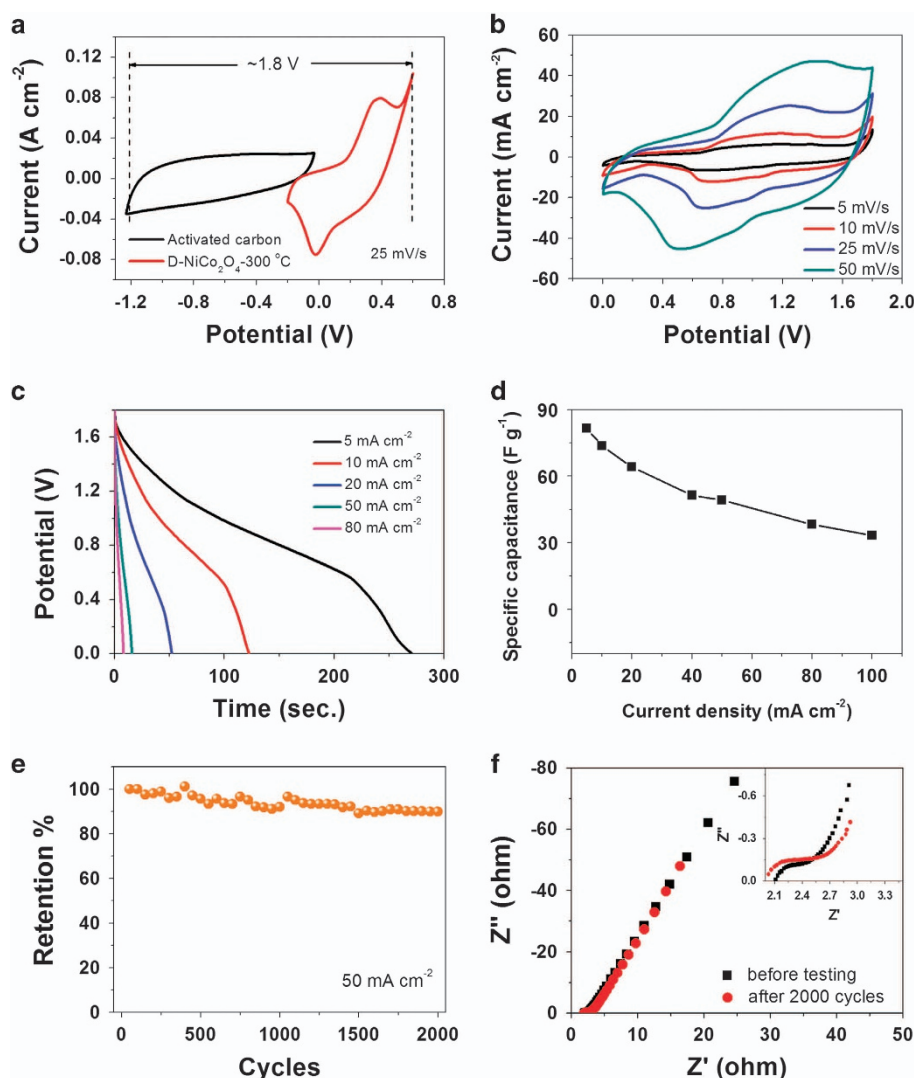 a
~1.8 V
Current (A cm⁻²)
0.12
0.08
0.04
0.00
-0.04
-0.08
Activated carbon
D-NiCo₂O₄-300 °C
25 mV/s
-1.2 -0.8 -0.4 0.0 0.4 0.8
Potential (V)
b
Current (mA cm⁻²)
60
40
20
0
-20
-40
-60
5 mV/s
10 mV/s
25 mV/s
50 mV/s
0.0 0.4 0.8 1.2 1.6 2.0
Potential (V)
c
Potential (V)
1.6
1.2
0.8
0.4
0.0
5 mA cm⁻²
10 mA cm⁻²
20 mA cm⁻²
50 mA cm⁻²
80 mA cm⁻²
0 100 200 300
Time (sec.)
d
Specific capacitance (F g⁻¹)
90
60
30
0
20 40 60 80 100
Current density (mA cm⁻²)
e
Retention %
100
80
60
40
20
0
50 mA cm⁻²
0 500 1000 1500 2000
Cycles
f
Z'' (ohm)
-80
-60
-40
-20
0
Z''
-0.6
-0.3
0.0
2.1 2.4 2.7 3.0 3.3
Z'
before testing
after 2000 cycles
0 10 20 30 40 50
Z' (ohm)